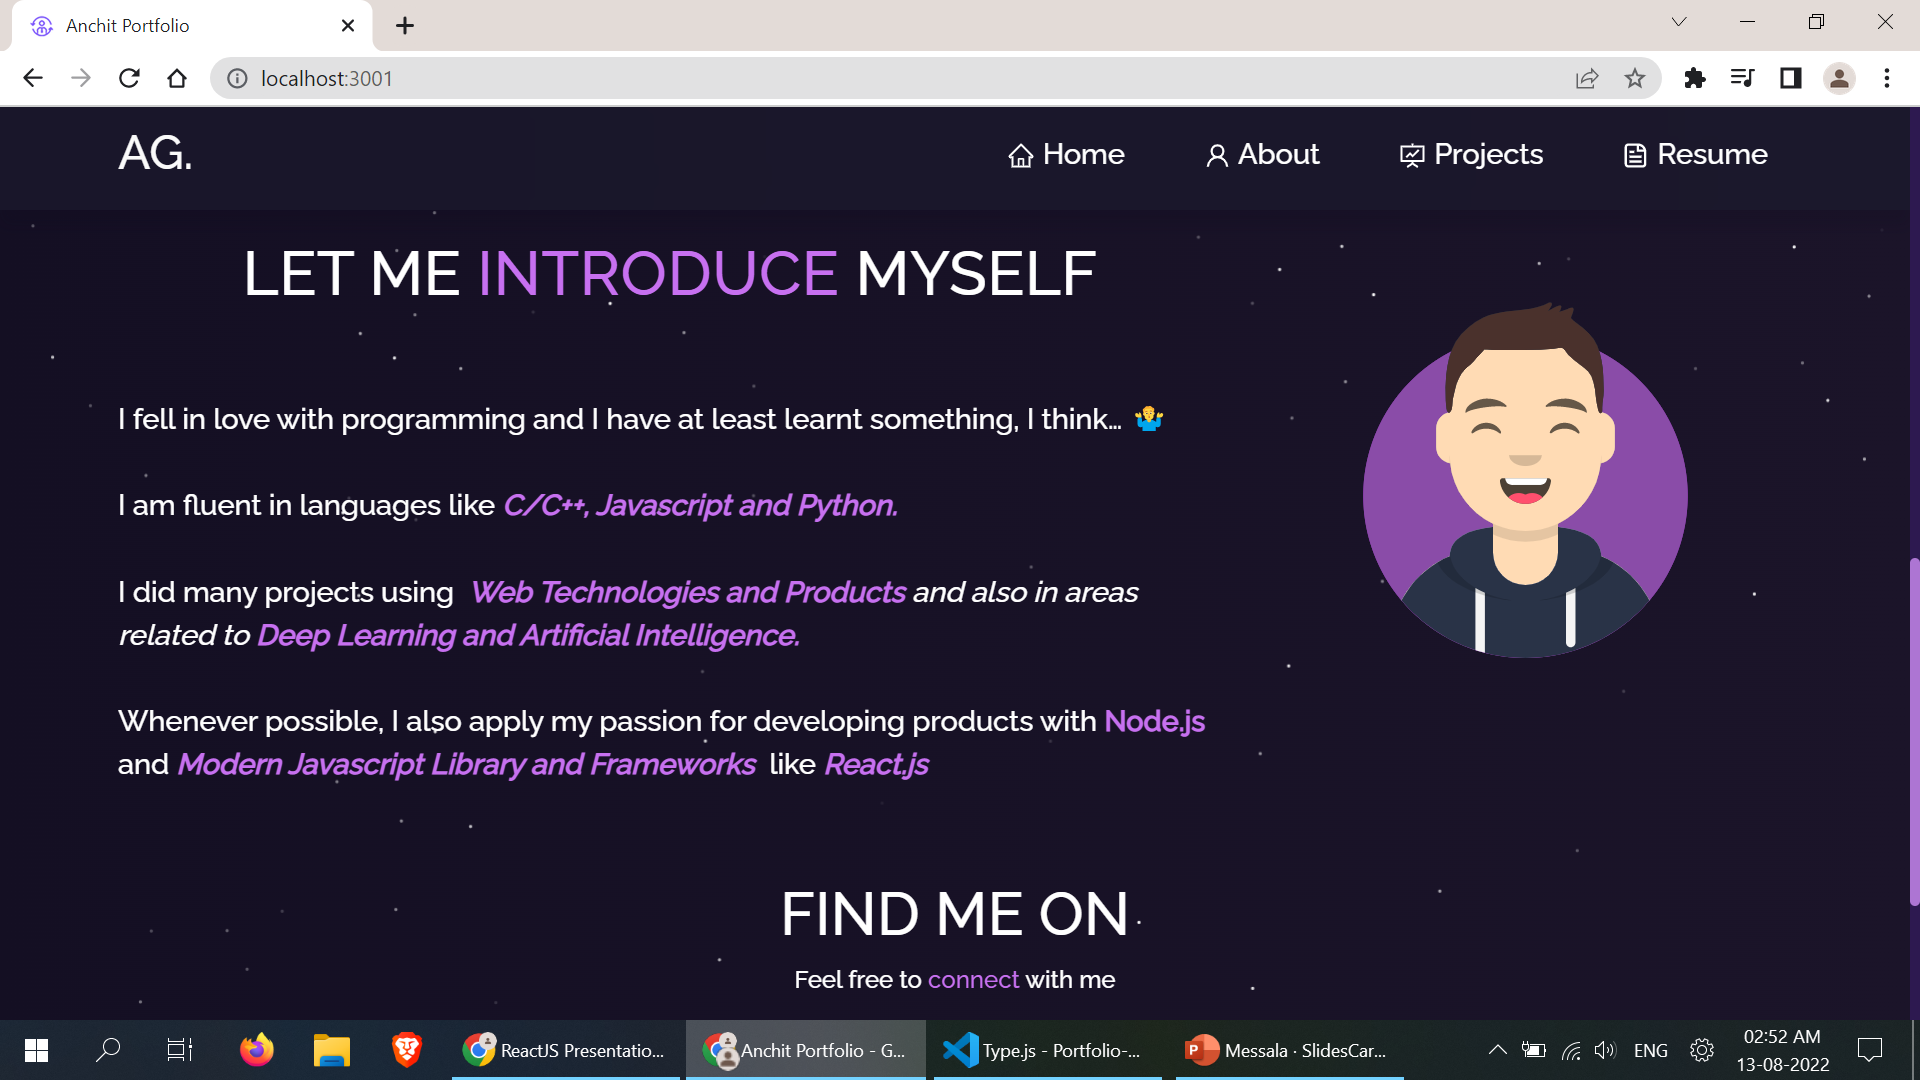 Anchit Portfolio
localhost:3001
AG.
Home
About
Projects
Resume
LET ME INTRODUCE MYSELF
I fell in love with programming and I have at least learnt something, I think… 🤷‍♂️
I am fluent in languages like C/C++, Javascript and Python.
I did many projects using Web Technologies and Products and also in areas
related to Deep Learning and Artificial Intelligence.
Whenever possible, I also apply my passion for developing products with Node.js
and Modern Javascript Library and Frameworks like React.js
FIND ME ON
Feel free to connect with me
ReactJS Presentatio...
Anchit Portfolio - G...
Type.js - Portfolio-...
Messala · SlidesCar...
ENG
02:52 AM
13-08-2022